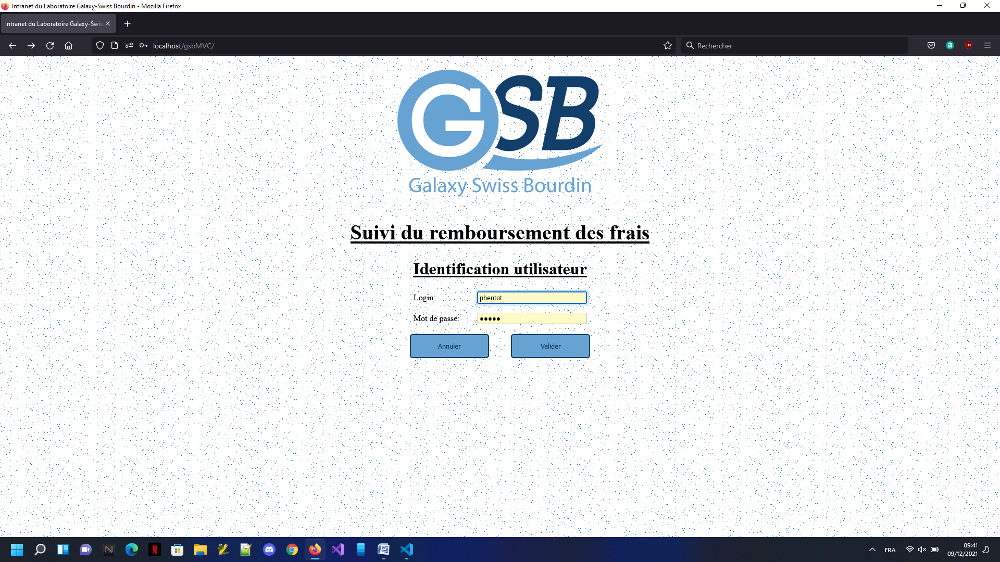 Intranet du Laboratoire Galaxy-Swiss Bourdin - Mozilla Firefox
Intranet du Laboratoire Galaxy-Swiss
localhost/gsbMVC/
Rechercher
GSB
Galaxy Swiss Bourdin
Suivi du remboursement des frais
Identification utilisateur
Login:
pbentot
Mot de passe:
•••••
Annuler
Valider
FRA
09:41
09/12/2021